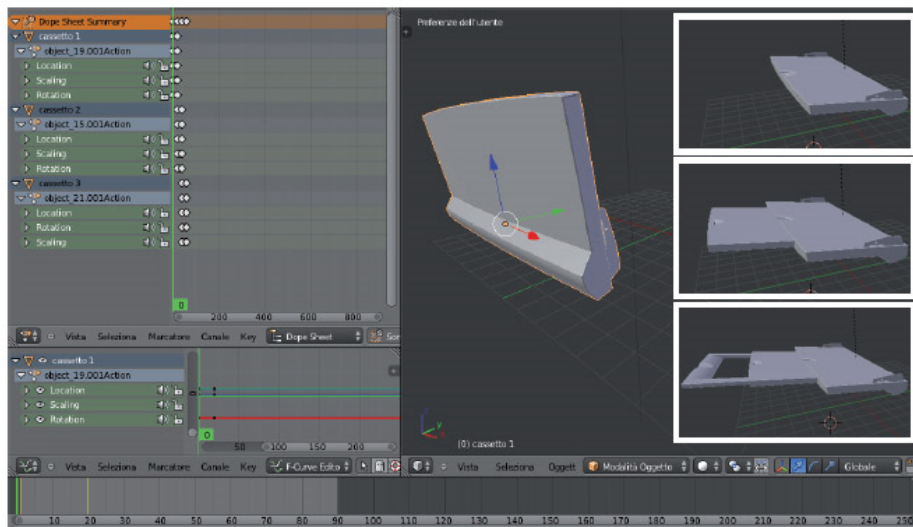 Dope Sheet Summary
cassetto 1
object_19.001Action
Location
Scaling
Rotation
cassetto 2
object_15.001Action
Location
Scaling
Rotation
cassetto 3
object_21.001Action
Location
Rotation
Scaling
0
200 400 600 800
Vista Seleziona Marcatore Canale Key Dope Sheet
cassetto 1
object_19.001Action
Location
Scaling
Rotation
0
50 100 150 200
Vista Seleziona Marcatore Canale Key F-Curve Edito
Preferenze dell'utente
z
y
x
(0) cassetto 1
Vista Seleziona Oggett Modalità Oggetto Globale
0 10 20 30 40 50 60 70 80 90 100 110 120 130 140 150 160 170 180 190 200 210 220 230 240 250